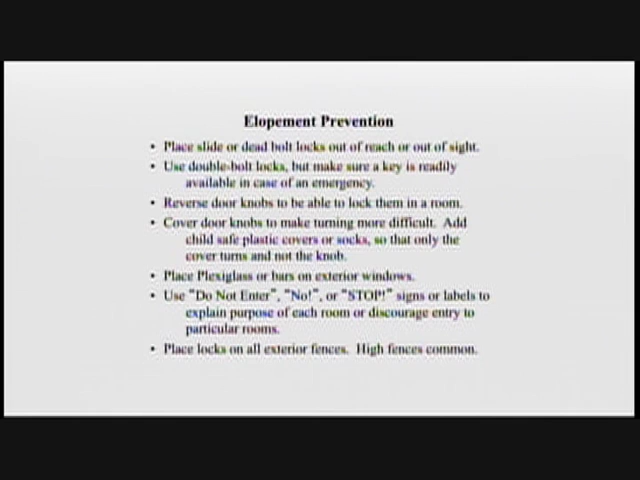 Elopement Prevention
• Place slide or dead bolt locks out of reach or out of sight.
• Use double-bolt locks, but make sure a key is readily
available in case of an emergency.
• Reverse door knobs to be able to lock them in a room.
• Cover door knobs to make turning more difficult. Add
child safe plastic covers or socks, so that only the
cover turns and not the knob.
• Place Plexiglass or bars on exterior windows.
• Use "Do Not Enter", "No!", or "STOP!" signs or labels to
explain purpose of each room or discourage entry to
particular rooms.
• Place locks on all exterior fences. High fences common.